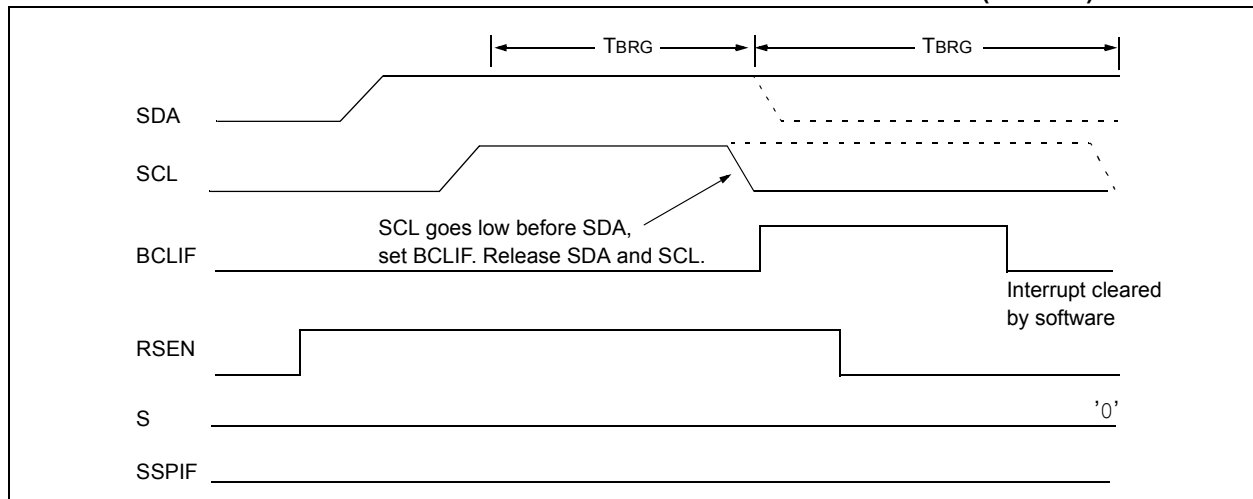 TBRG TBRG
SDA
SCL
SCL goes low before SDA,
set BCLIF. Release SDA and SCL.
BCLIF
Interrupt cleared
by software
RSEN
S '0'
SSPIF